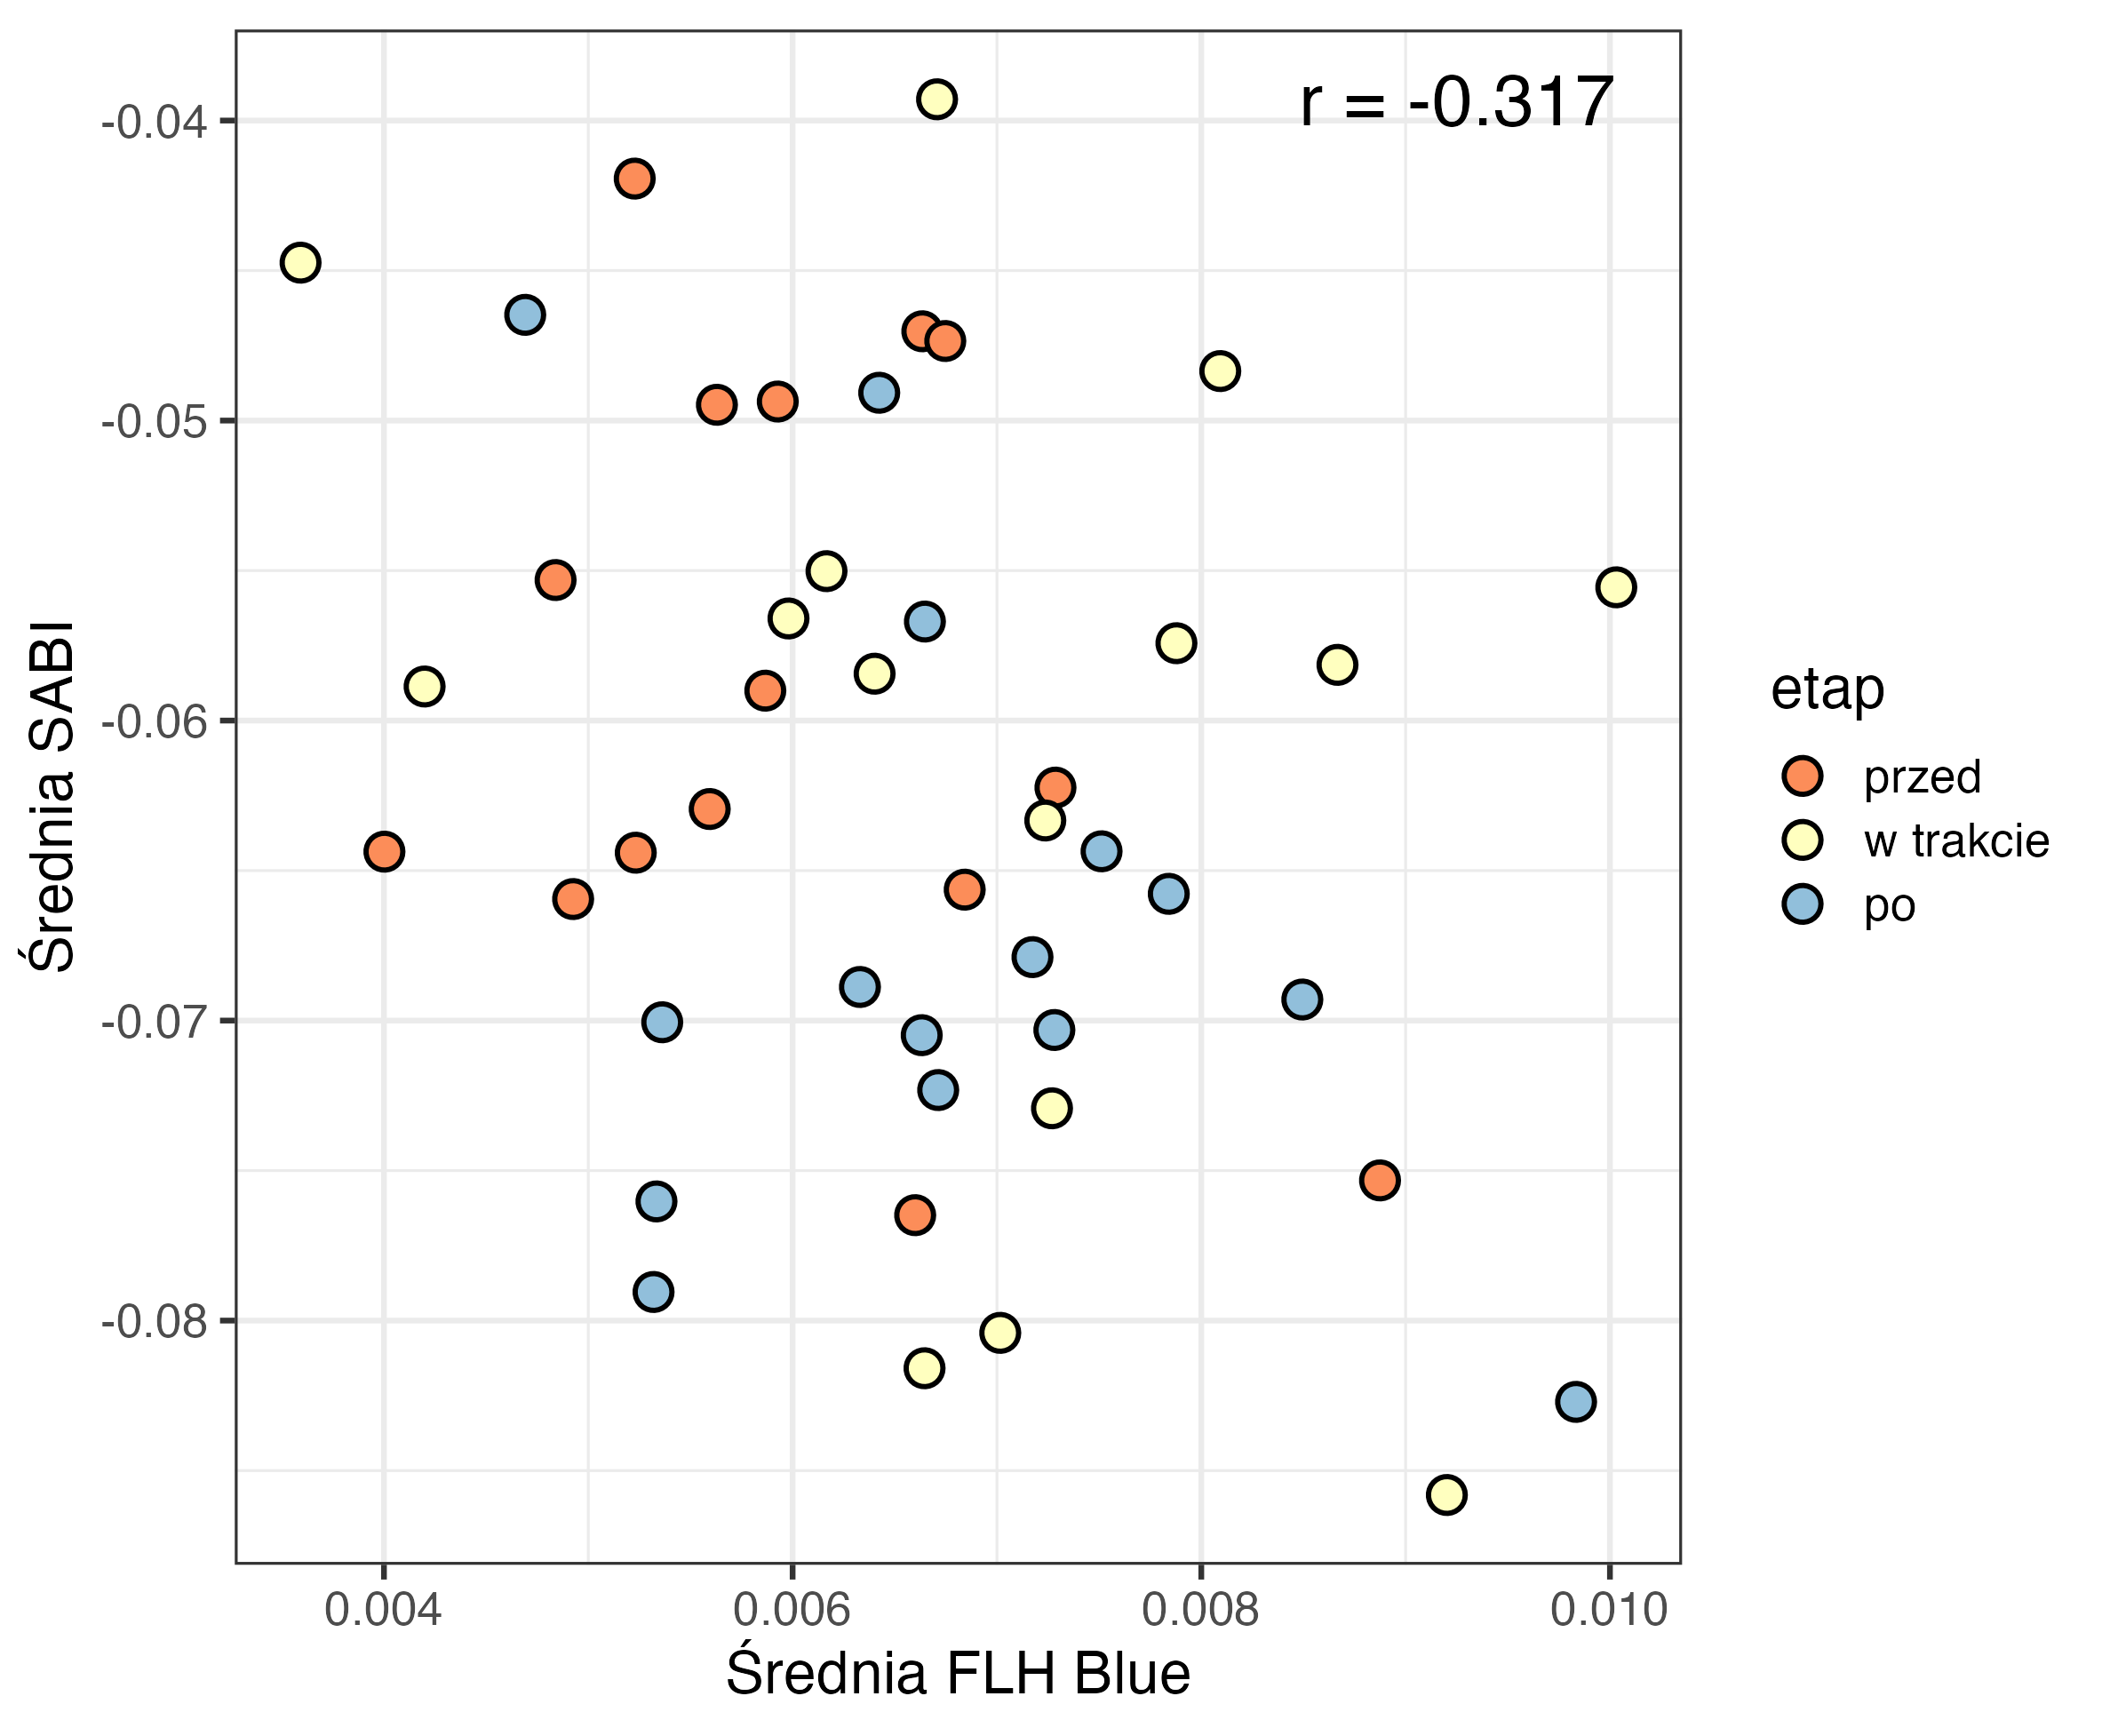 r = -0.317
-0.04
-0.05
-0.06
-0.07
-0.08
Średnia SABI
0.004 0.006 0.008 0.010
Średnia FLH Blue
etap
przed
w trakcie
po